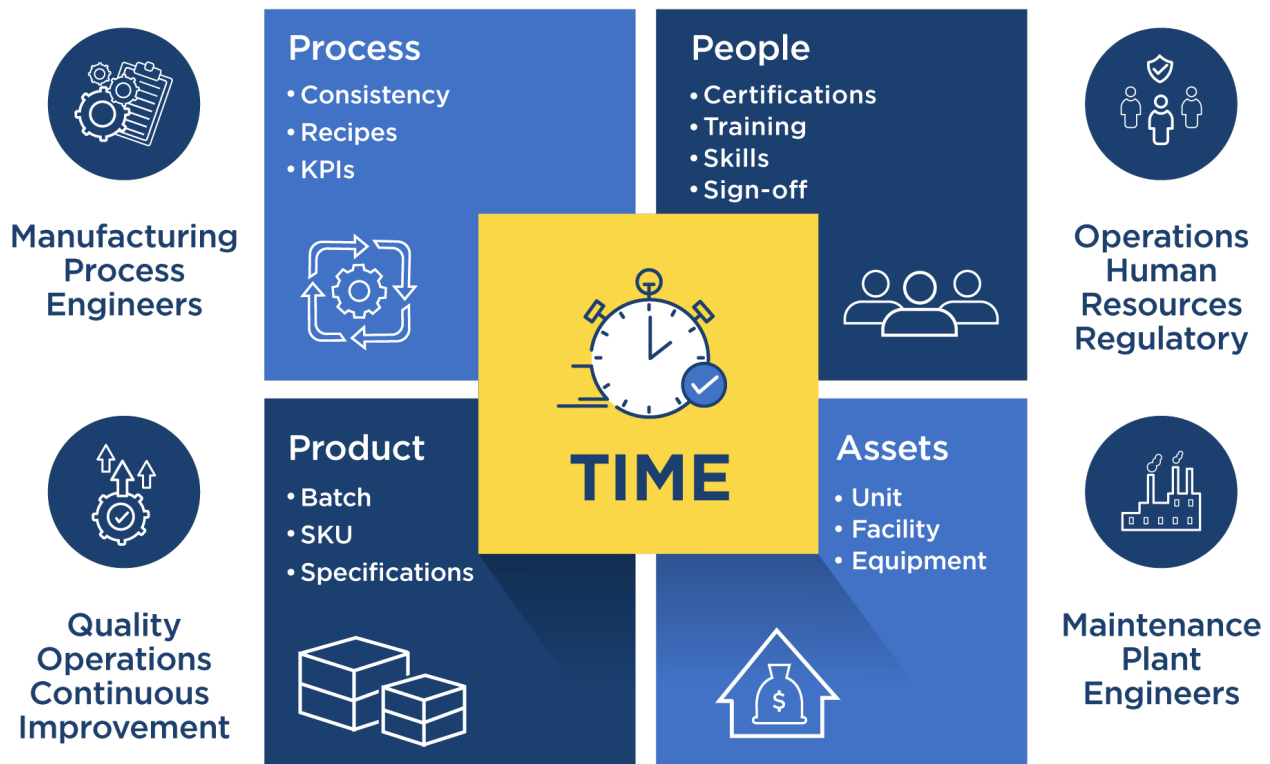 Process
• Consistency
• Recipes
• KPIs
People
• Certifications
• Training
• Skills
• Sign-off
Manufacturing
Process
Engineers
Operations
Human
Resources
Regulatory
TIME
Product
• Batch
• SKU
• Specifications
Assets
• Unit
• Facility
• Equipment
$
Quality
Operations
Continuous
Improvement
Maintenance
Plant
Engineers